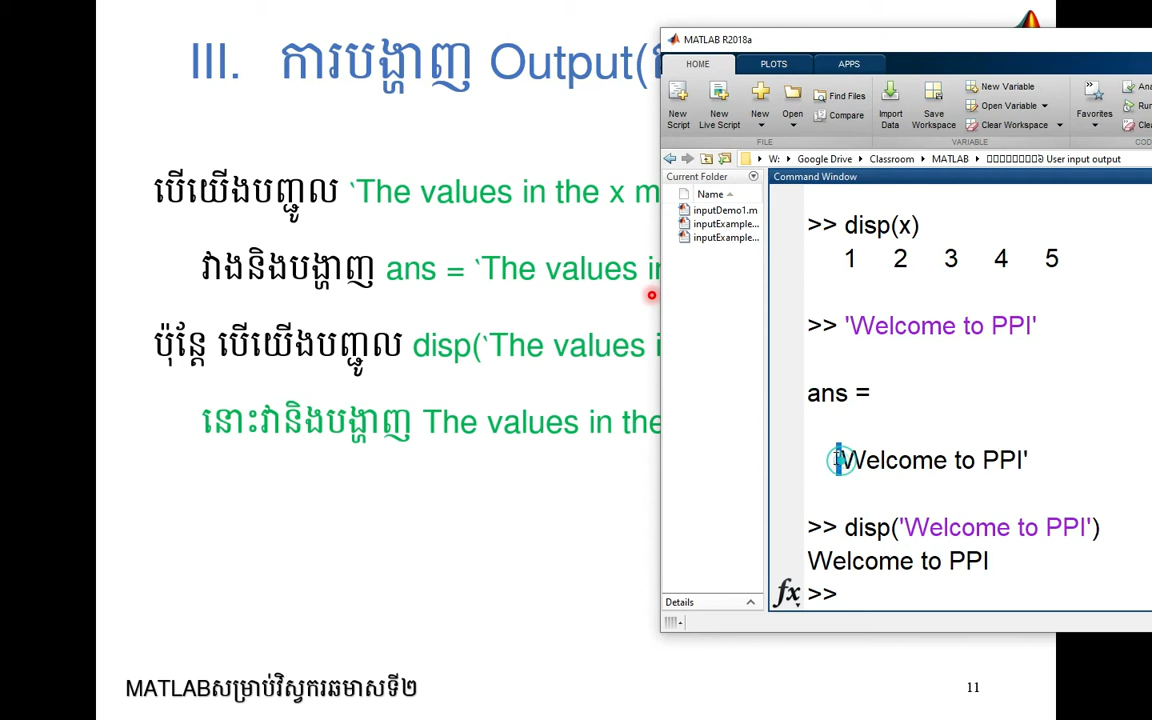 III. ការបង្ហាញ Output(
បើយើងបញ្ជូល ‘The values in the x m
វាងនិងបង្ហាញ ans = ‘The values in
ប៉ុន្តែ បើយើងបញ្ជូល disp(‘The values i
នោះវានិងបង្ហាញ The values in the
MATLABសម្រាប់វិស្វករឆមាសទី២
11
MATLAB R2018a
HOME PLOTS APPS
New Script
New Live Script
New
Open
Find Files
Compare
Import Data
Save Workspace
New Variable
Open Variable
Clear Workspace
Favorites
Ana
Run
Clea
FILE VARIABLE COD
W: Google Drive Classroom MATLAB User input output
Current Folder
Name
inputDemo1.m
inputExample...
inputExample...
Details
Command Window
>> disp(x)
1 2 3 4 5
>> 'Welcome to PPI'
ans =
'Welcome to PPI'
>> disp('Welcome to PPI')
Welcome to PPI
fx >>